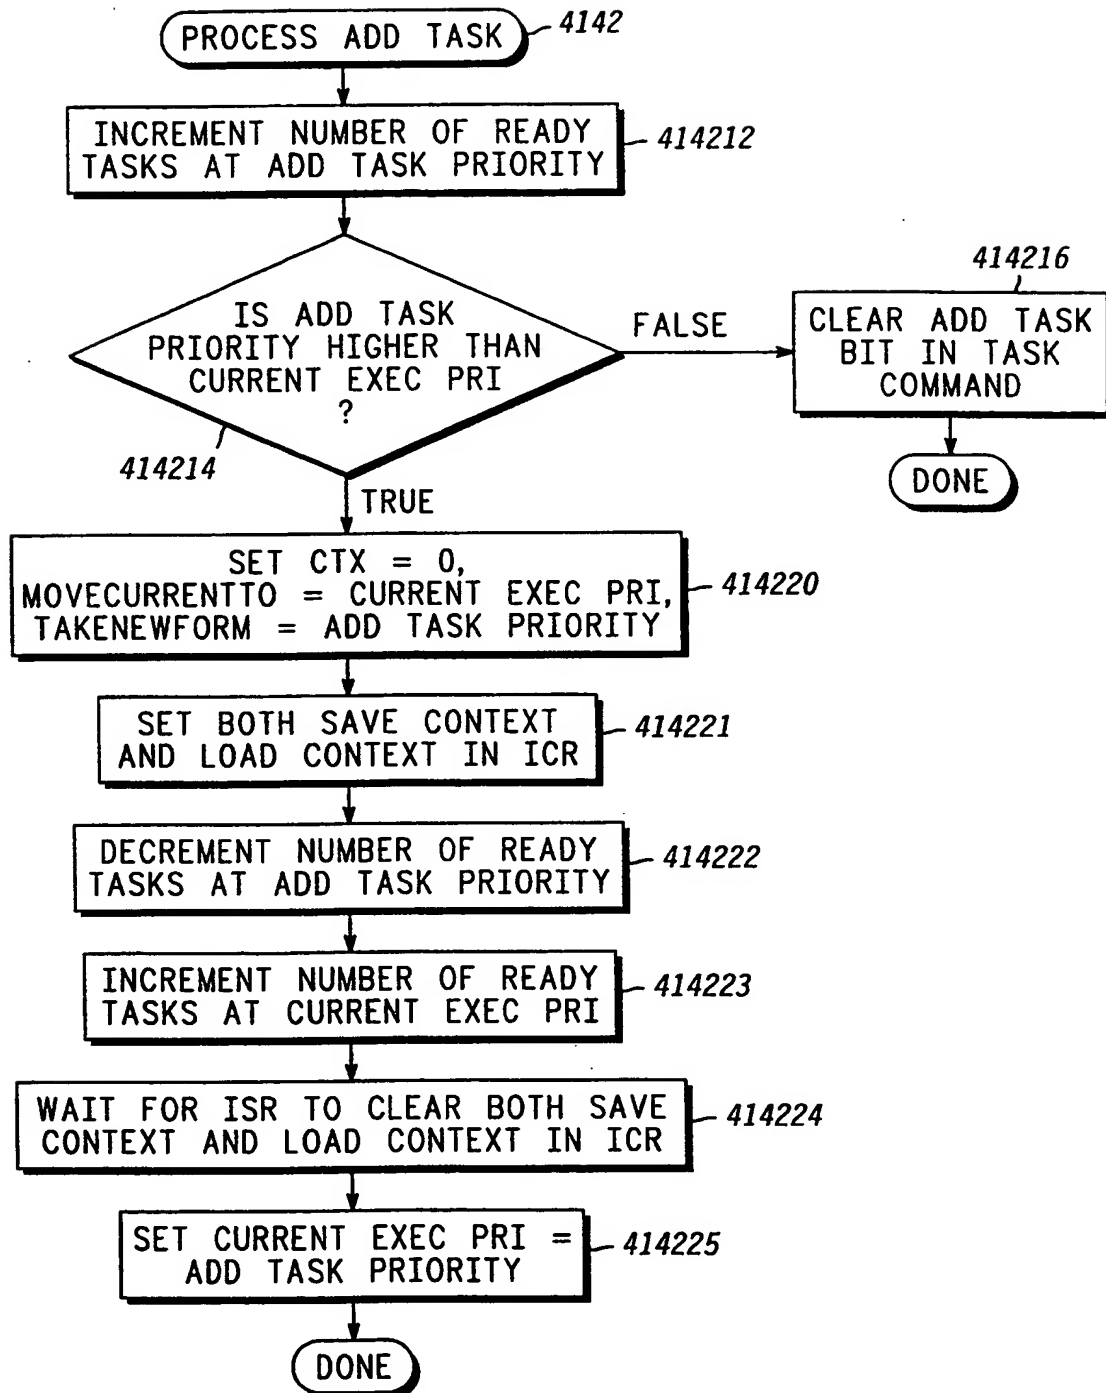 PROCESS ADD TASK
4142
INCREMENT NUMBER OF READY
TASKS AT ADD TASK PRIORITY
414212
IS ADD TASK
PRIORITY HIGHER THAN
CURRENT EXEC PRI
?
414214
FALSE
414216
CLEAR ADD TASK
BIT IN TASK
COMMAND
DONE
TRUE
SET CTX = 0,
MOVECURRENTTO = CURRENT EXEC PRI,
TAKENEWFORM = ADD TASK PRIORITY
414220
SET BOTH SAVE CONTEXT
AND LOAD CONTEXT IN ICR
414221
DECREMENT NUMBER OF READY
TASKS AT ADD TASK PRIORITY
414222
INCREMENT NUMBER OF READY
TASKS AT CURRENT EXEC PRI
414223
WAIT FOR ISR TO CLEAR BOTH SAVE
CONTEXT AND LOAD CONTEXT IN ICR
414224
SET CURRENT EXEC PRI =
ADD TASK PRIORITY
414225
DONE